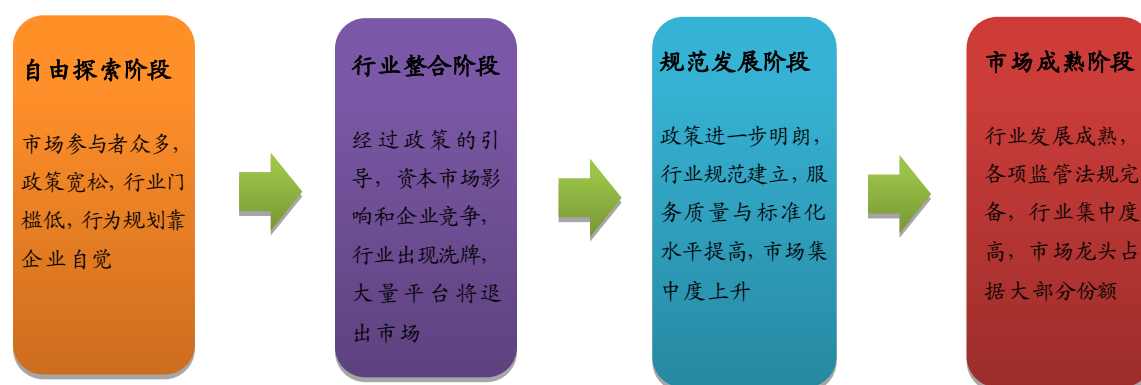 自由探索阶段
市场参与者众多，
政策宽松，行业门
槛低，行为规划靠
企业自觉
行业整合阶段
经过政策的引
导，资本市场影
响和企业竞争，
行业出现洗牌，
大量平台将退
出市场
规范发展阶段
政策进一步明朗，
行业规范建立，服
务质量与标准化
水平提高，市场集
中度上升
市场成熟阶段
行业发展成熟，
各项监管法规完
备，行业集中度
高，市场龙头占
据大部分份额